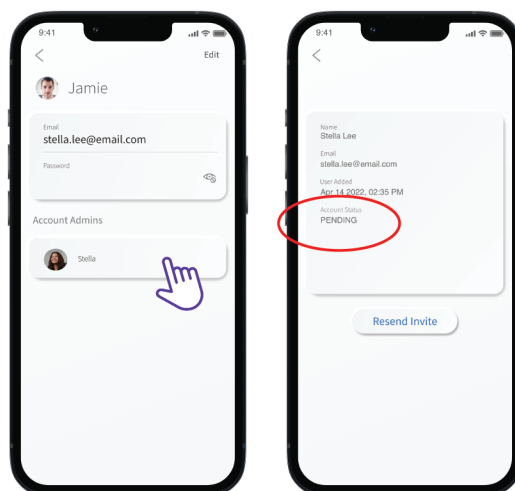 9:41
Edit
Jamie
Email
stella.lee@email.com
Password
Account Admins
Stella
9:41
Name
Stella Lee
Email
stella.lee@email.com
User Added
Apr 14 2022, 02:35 PM
Account Status
PENDING
Resend Invite